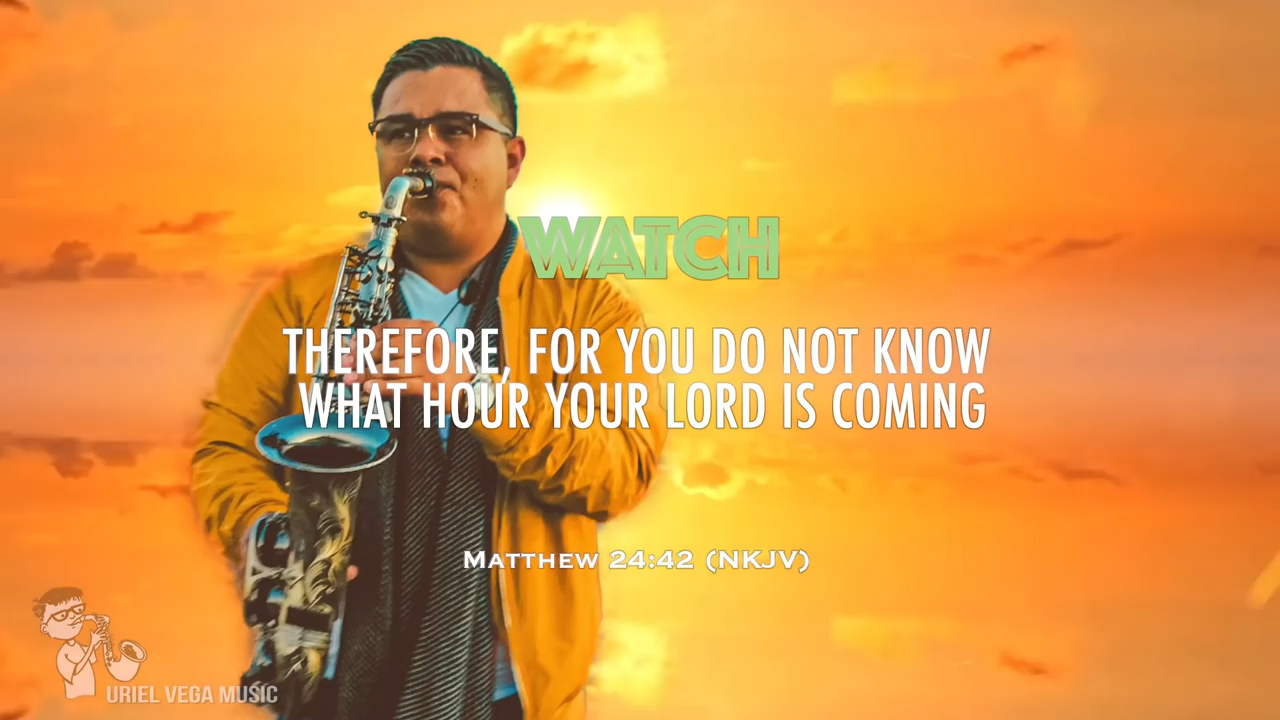 WATCH
THEREFORE, FOR YOU DO NOT KNOW
WHAT HOUR YOUR LORD IS COMING
Matthew 24:42 (NKJV)
URIEL VEGA MUSIC